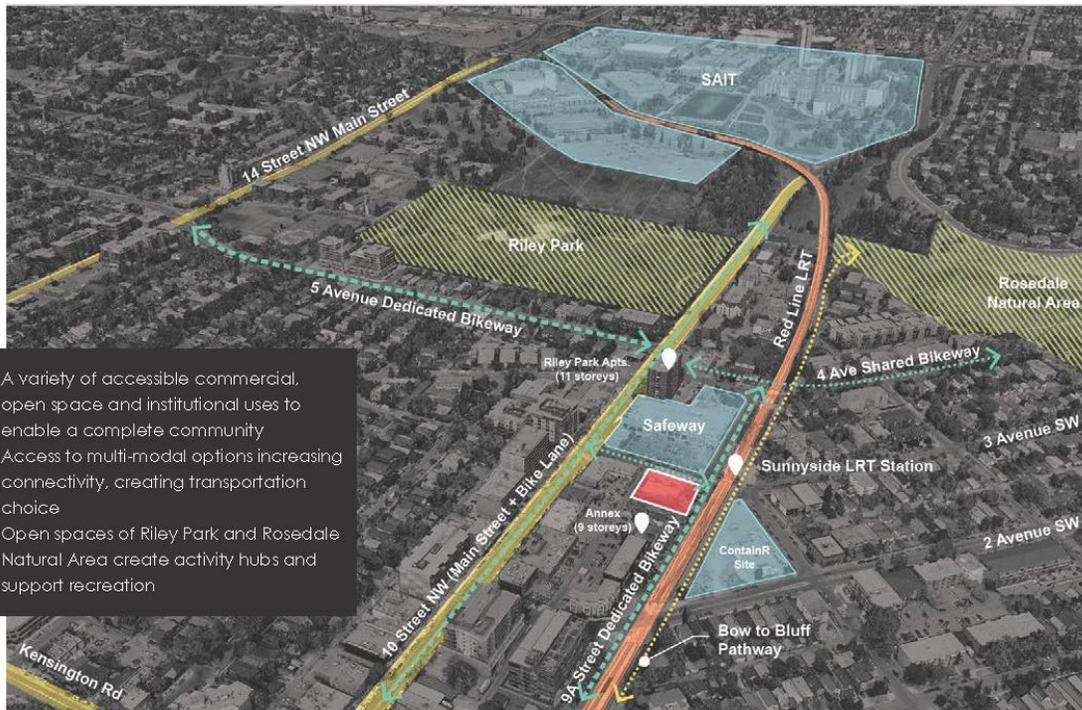 SAIT
14 Street NW Main Street
Riley Park
Rosedale
Natural Area
5 Avenue Dedicated Bikeway
Red Line LRT
Riley Park Apts.
(11 storeys)
4 Ave Shared Bikeway
A variety of accessible commercial,
open space and institutional uses to
enable a complete community
Access to multi-modal options increasing
connectivity, creating transportation
choice
Open spaces of Riley Park and Rosedale
Natural Area create activity hubs and
support recreation
Safeway
3 Avenue SW
Sunnyside LRT Station
10 Street NW (Main Street + Bike Lane)
Annex
(9 storeys)
2 Avenue SW
ContainR
Site
9A Street Dedicated Bikeway
Bow to Bluff
Pathway
Kensington Rd